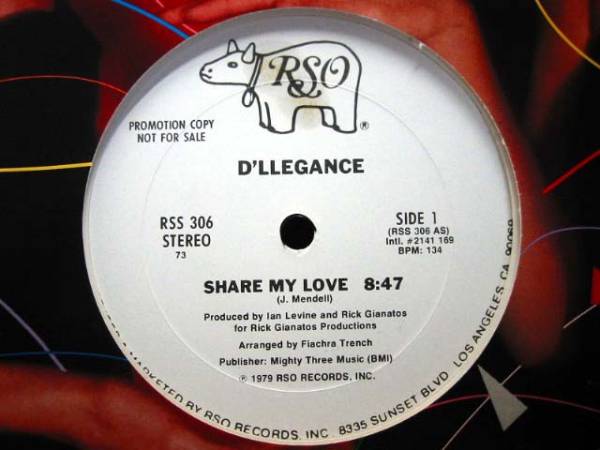 RSO
®
PROMOTION COPY
NOT FOR SALE
D'LLEGANCE
RSS 306
STEREO
73
SIDE 1
(RSS 306 AS)
Intl. #2141 169
BPM: 134
SHARE MY LOVE 8:47
(J. Mendell)
Produced by Ian Levine and Rick Gianatos
for Rick Gianatos Productions
Arranged by Fiachra Trench
Publisher: Mighty Three Music (BMI)
℗ 1979 RSO RECORDS, INC.
MARKETED BY RSO RECORDS, INC. 8335 SUNSET BLVD. LOS ANGELES, CA. 90069